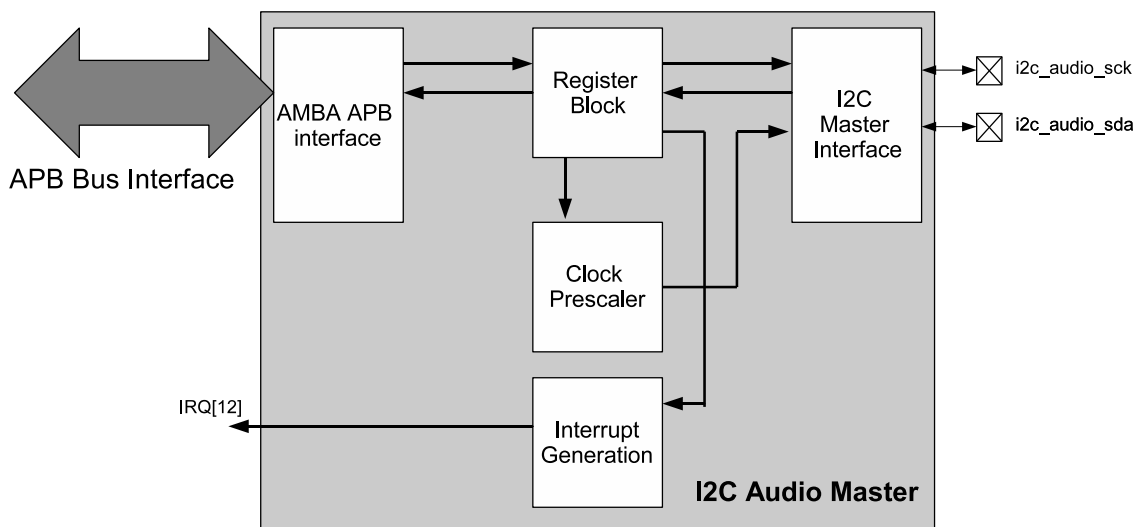 APB Bus Interface
AMBA APB
interface
Register
Block
I2C
Master
Interface
i2c_audio_sck
i2c_audio_sda
Clock
Prescaler
IRQ[12]
Interrupt
Generation
I2C Audio Master